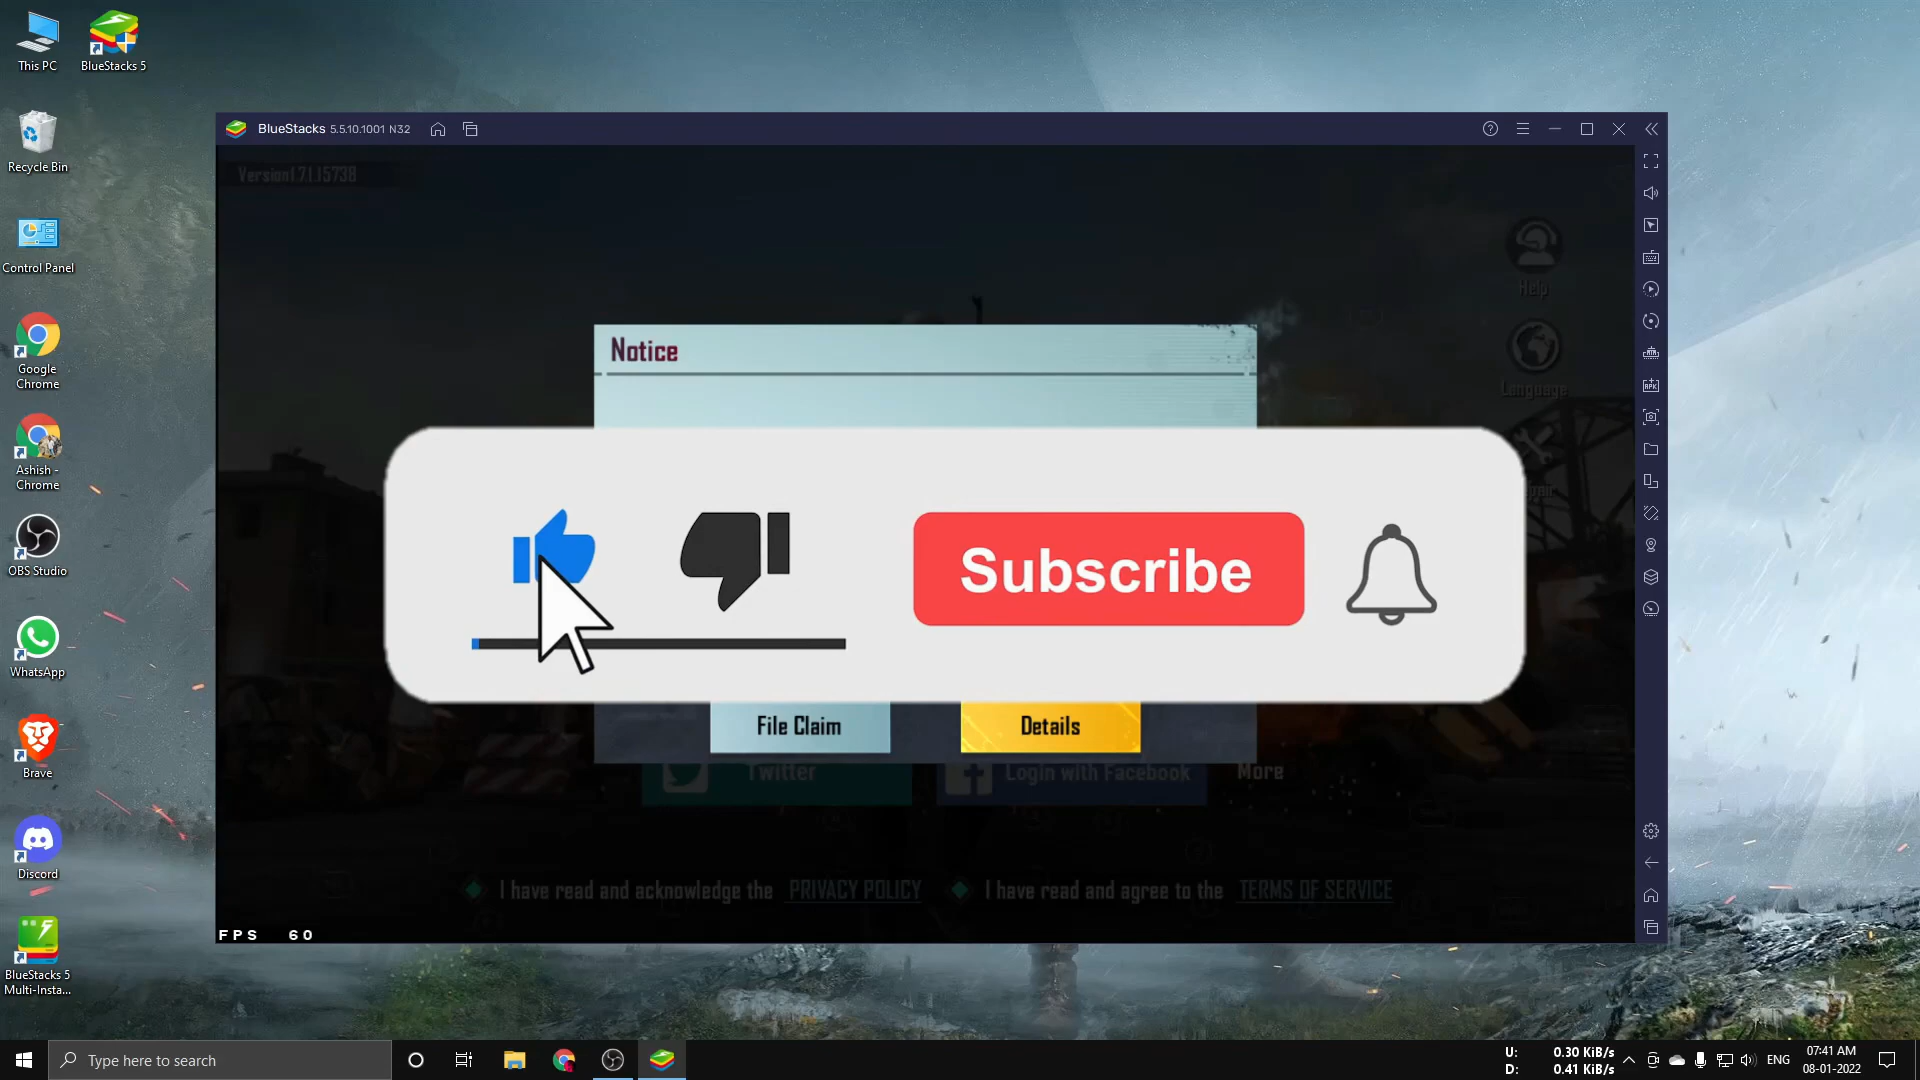 This PC
BlueStacks 5
Recycle Bin
Control Panel
Google
Chrome
Ashish -
Chrome
OBS Studio
WhatsApp
Brave
Discord
BlueStacks 5
Multi-Insta...
BlueStacks 5.5.10.1001 N32
Version1.7.1.15738
Help
Language
Notice
Subscribe
File Claim
Details
Twitter
Login with Facebook
More
I have read and acknowledge the PRIVACY POLICY
I have read and agree to the TERMS OF SERVICE
FPS 60
Type here to search
U: 0.30 KiB/s
D: 0.41 KiB/s
ENG
07:41 AM
08-01-2022